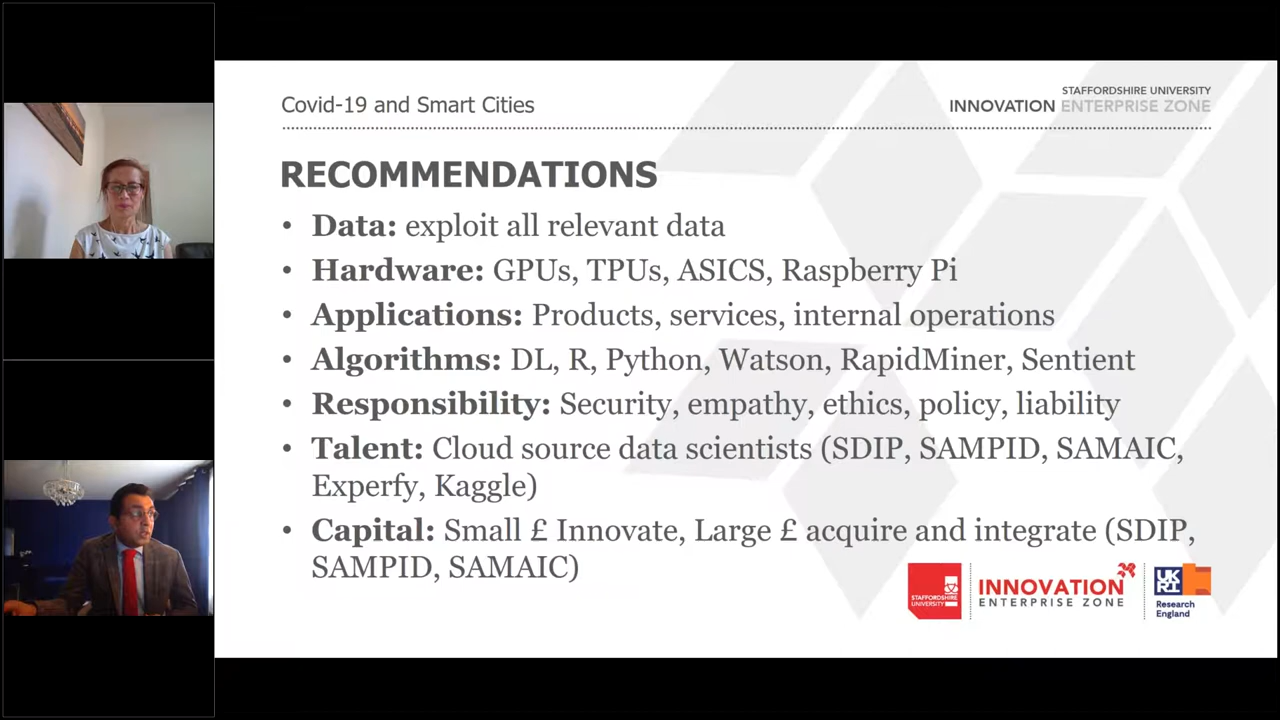 Covid-19 and Smart Cities
STAFFORDSHIRE UNIVERSITY
INNOVATION ENTERPRISE ZONE
RECOMMENDATIONS
• Data: exploit all relevant data
• Hardware: GPUs, TPUs, ASICS, Raspberry Pi
• Applications: Products, services, internal operations
• Algorithms: DL, R, Python, Watson, RapidMiner, Sentient
• Responsibility: Security, empathy, ethics, policy, liability
• Talent: Cloud source data scientists (SDIP, SAMPID, SAMAIC,
Experfy, Kaggle)
• Capital: Small £ Innovate, Large £ acquire and integrate (SDIP,
SAMPID, SAMAIC)
STAFFORDSHIRE
UNIVERSITY
INNOVATION
ENTERPRISE ZONE
UK
RI
Research
England